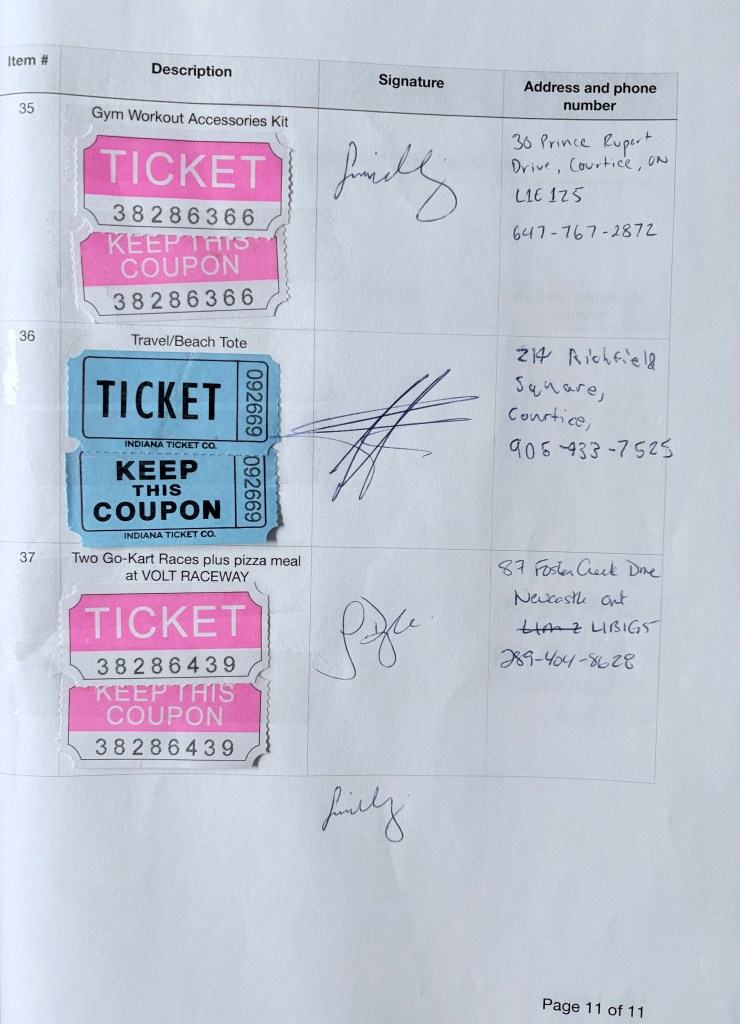 Item #
Description
Signature
Address and phone
number
35
Gym Workout Accessories Kit
TICKET
38286366
KEEP THIS
COUPON
38286366
30 Prince Rupert
Drive, Courtice, ON
L1E 1Z5
647-767-2872
36
Travel/Beach Tote
TICKET
092669
INDIANA TICKET CO.
KEEP
THIS
COUPON
092669
INDIANA TICKET CO.
Richfield
Square,
Courtice,
905-433-7525
37
Two Go-Kart Races plus pizza meal
at VOLT RACEWAY
TICKET
38286439
KEEP THIS
COUPON
38286439
87 Foster Creek Drive
Newcastle Ont
L1B1G5
289-404-8628
Page 11 of 11